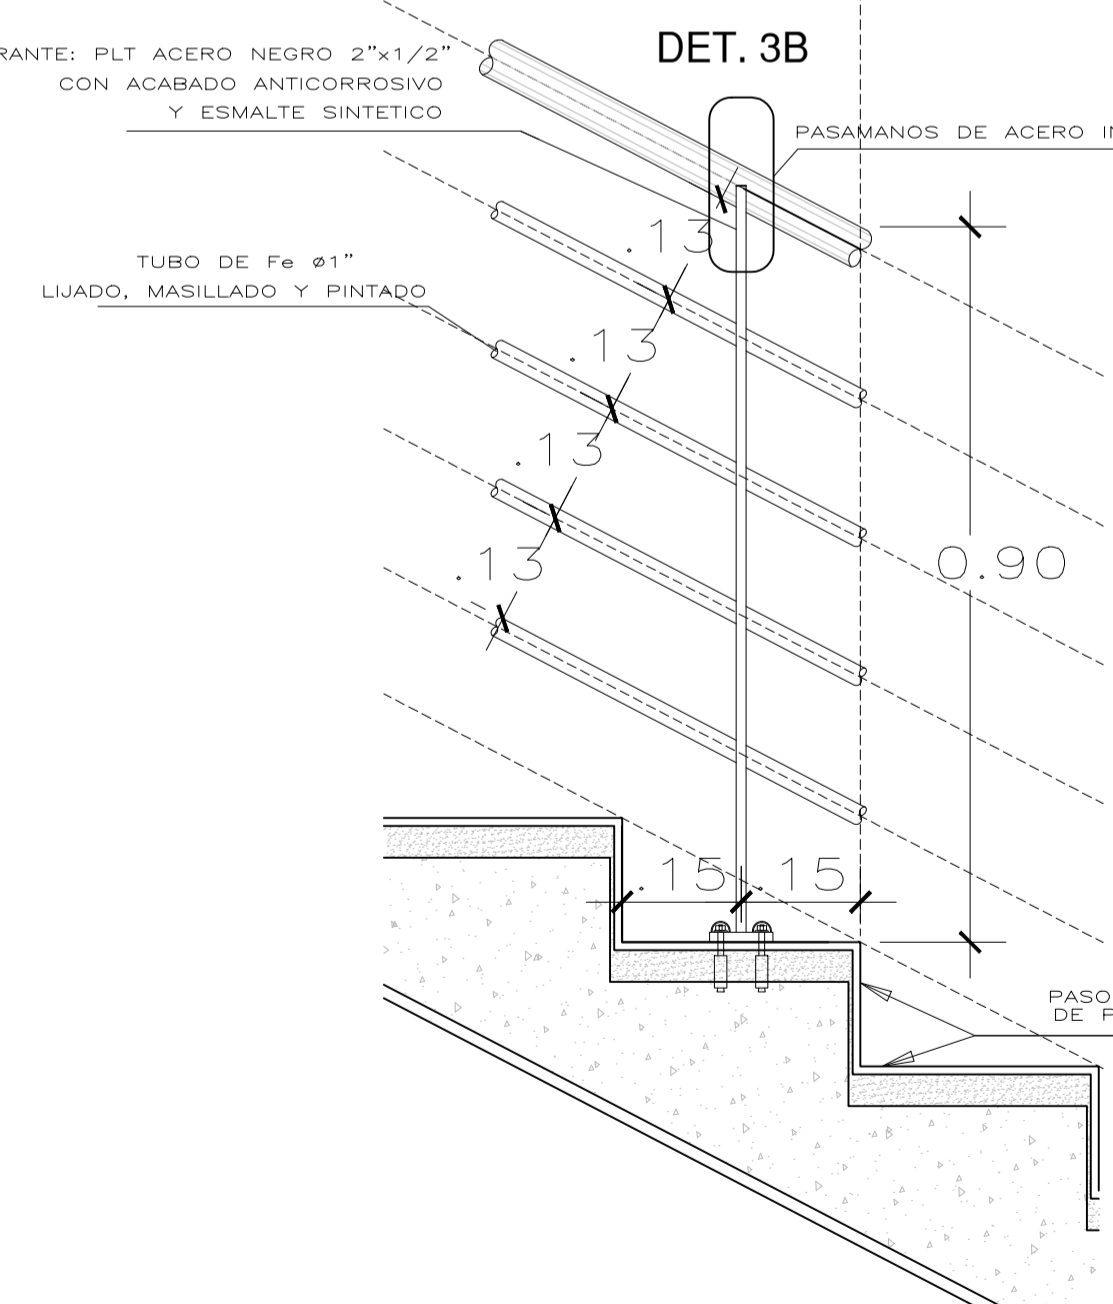 DET. 3B
RANTE: PLT ACERO NEGRO 2"x1/2"
CON ACABADO ANTICORROSIVO
Y ESMALTE SINTETICO
PASAMANOS DE ACERO IN
.13
TUBO DE Fe ø1"
LIJADO, MASILLADO Y PINTADO
.13
.13
.13
0.90
.15 .15
PASO
DE P